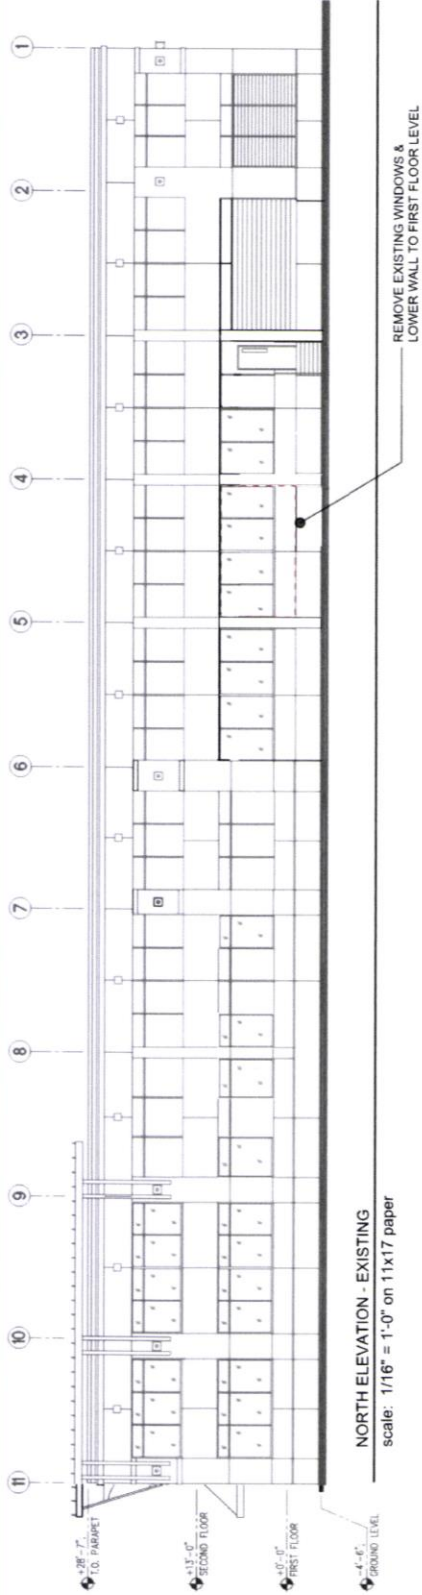 11
10
9
8
7
6
5
4
3
2
1
+28'-7"
T.O. PARAPET
+13'-0"
SECOND FLOOR
+0'-0"
FIRST FLOOR
-4'-6"
GROUND LEVEL
REMOVE EXISTING WINDOWS &
LOWER WALL TO FIRST FLOOR LEVEL
NORTH ELEVATION - EXISTING
scale: 1/16" = 1'-0" on 11x17 paper